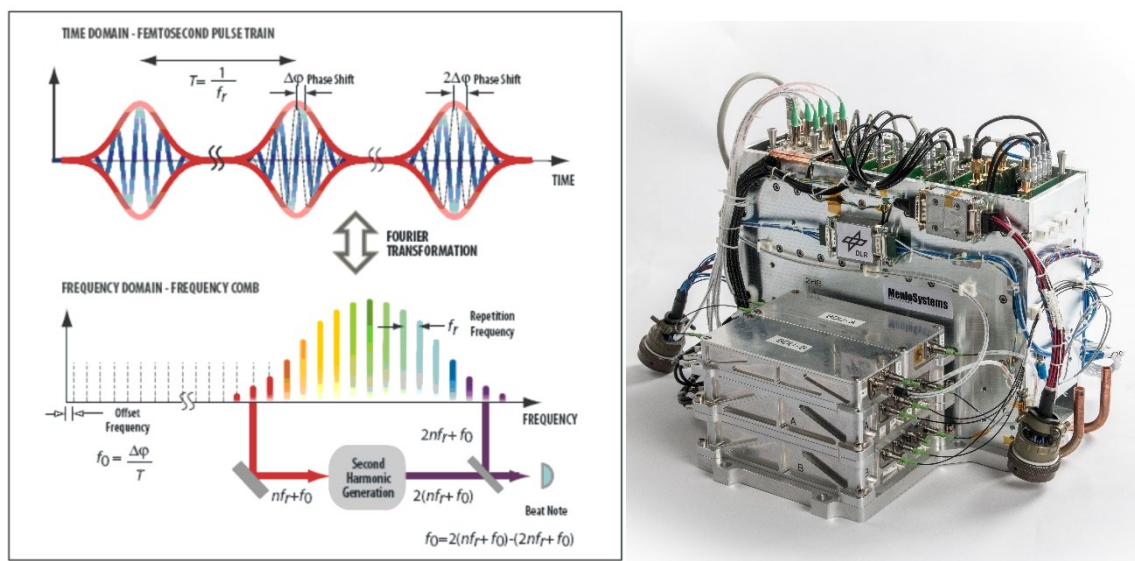 TIME DOMAIN - FEMTOSECOND PULSE TRAIN
T= 1/fr
Δφ Phase Shift
2Δφ Phase Shift
TIME
FOURIER
TRANSFORMATION
FREQUENCY DOMAIN - FREQUENCY COMB
fr
Repetition
Frequency
Offset
Frequency
FREQUENCY
f0 = Δφ/T
2nfr+f0
nfr+f0
Second
Harmonic
Generation
2(nfr+f0)
Beat Note
f0=2(nfr+f0)-(2nfr+f0)
DLR
MenloSystems
A
B